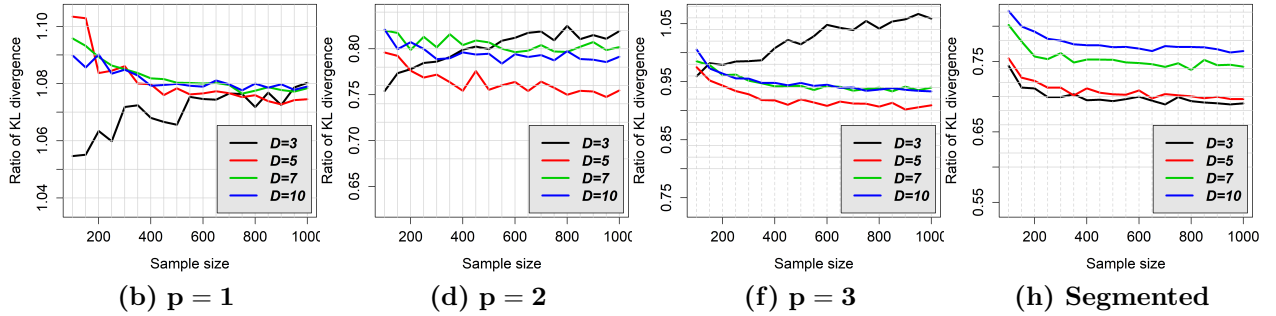 Ratio of KL divergence
1.04 1.06 1.08 1.10
D=3
D=5
D=7
D=10
200 400 600 800 1000
Sample size
(b) p = 1
Ratio of KL divergence
0.65 0.75 0.80
D=3
D=5
D=7
D=10
200 400 600 800 1000
Sample size
(d) p = 2
Ratio of KL divergence
0.75 0.85 0.95 1.05
D=3
D=5
D=7
D=10
200 400 600 800 1000
Sample size
(f) p = 3
Ratio of KL divergence
0.55 0.65 0.75
D=3
D=5
D=7
D=10
200 400 600 800 1000
Sample size
(h) Segmented